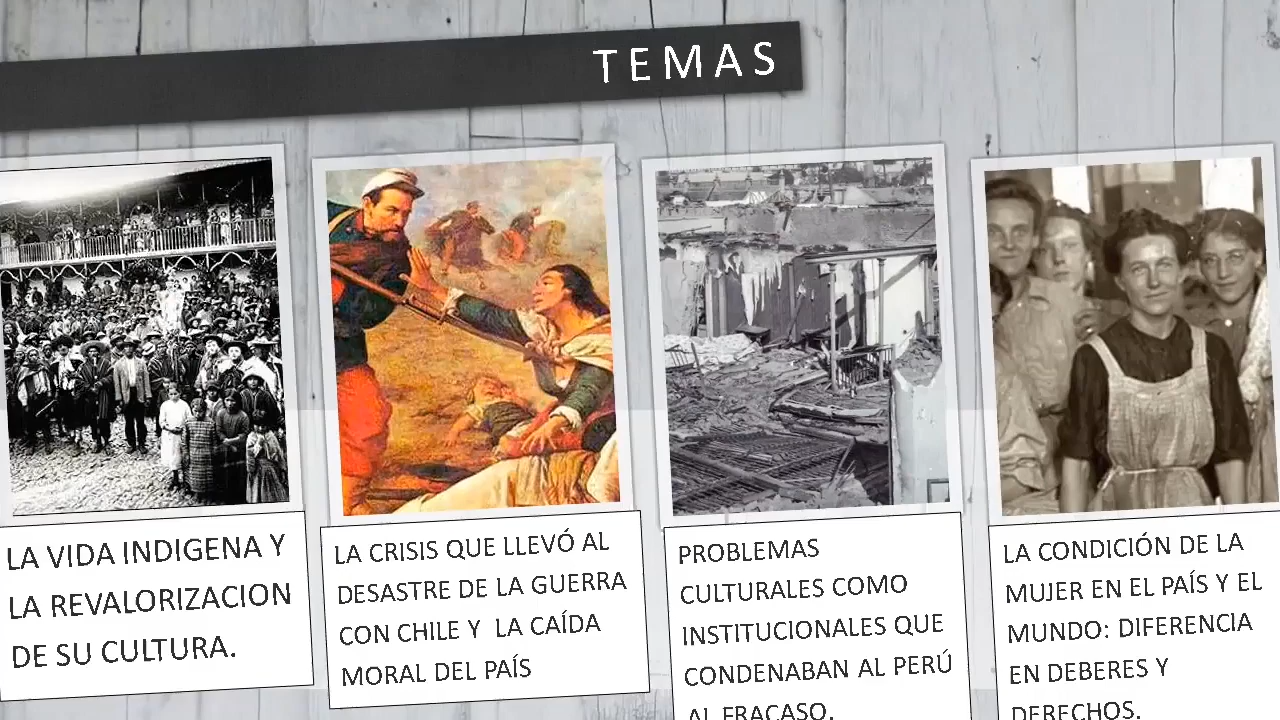 TEMAS
LA VIDA INDIGENA Y
LA REVALORIZACION
DE SU CULTURA.
LA CRISIS QUE LLEVÓ AL
DESASTRE DE LA GUERRA
CON CHILE Y LA CAÍDA
MORAL DEL PAÍS
PROBLEMAS
CULTURALES COMO
INSTITUCIONALES QUE
CONDENABAN AL PERÚ
AL FRACASO.
LA CONDICIÓN DE LA
MUJER EN EL PAÍS Y EL
MUNDO: DIFERENCIA
EN DEBERES Y
DERECHOS.